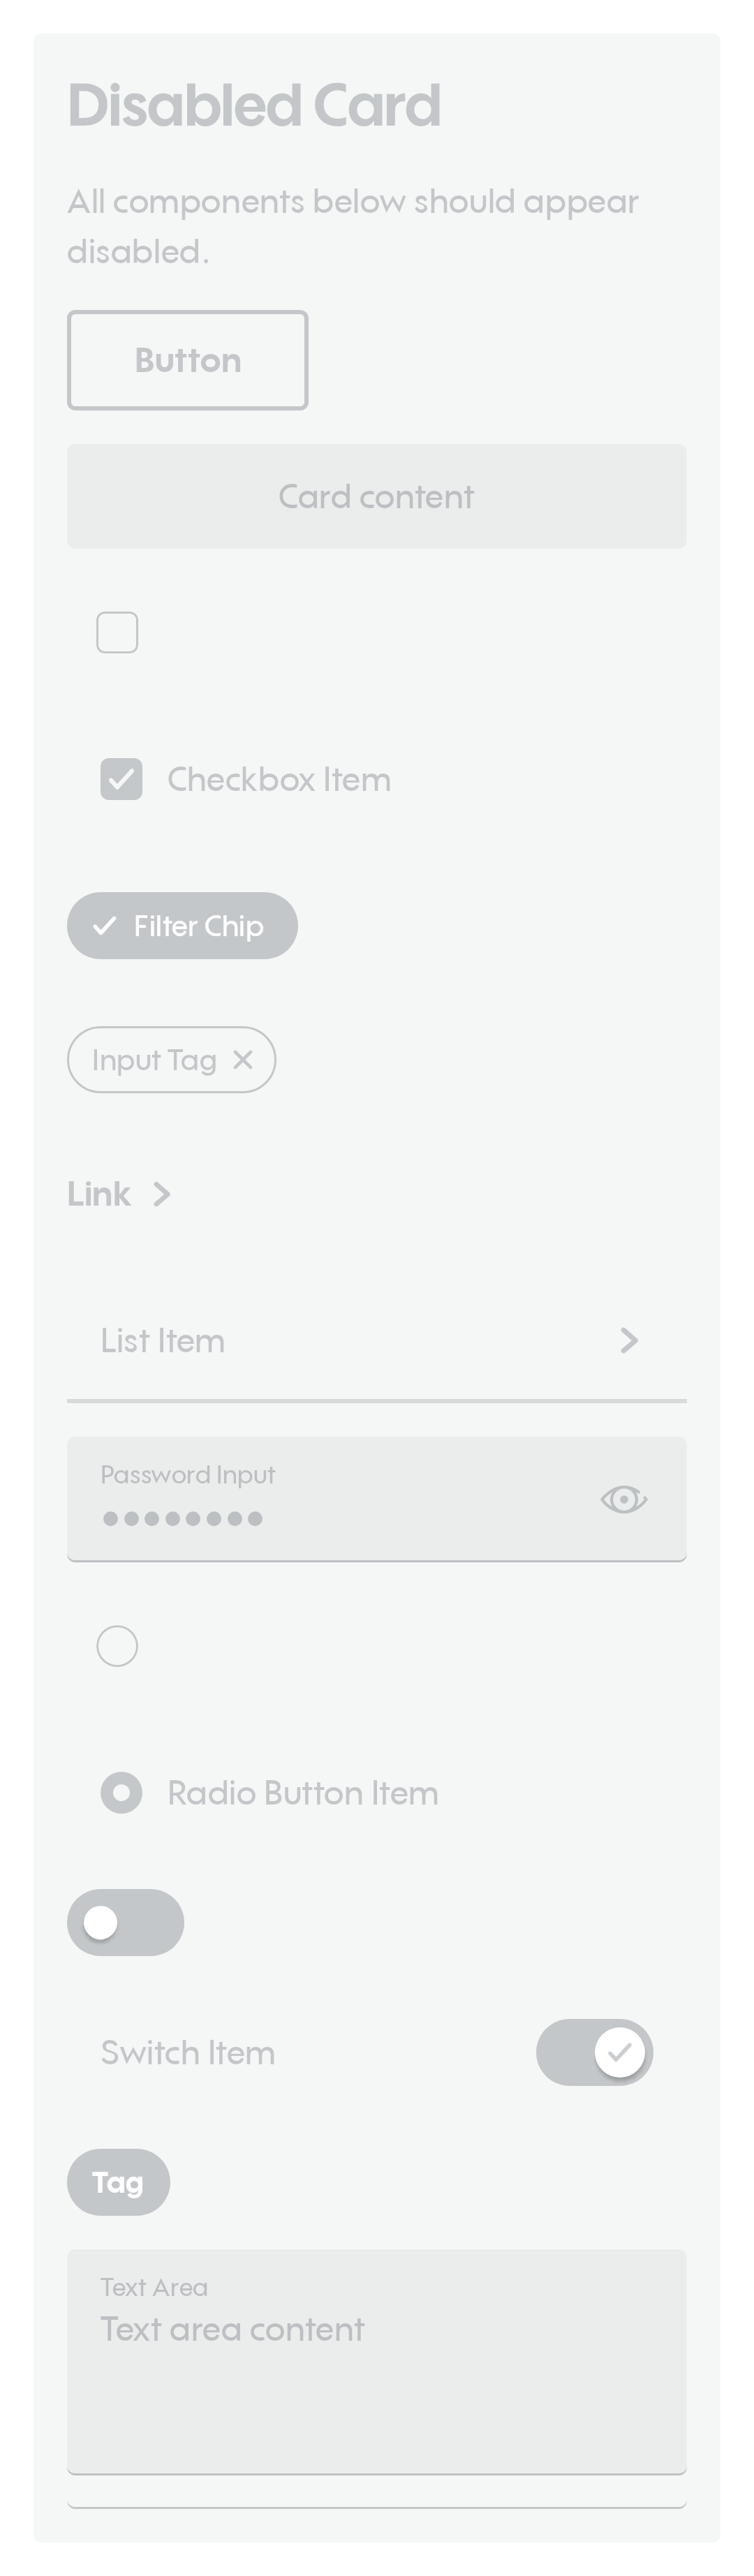 Disabled Card
All components below should appear
disabled.
Button
Card content
Checkbox Item
Filter Chip
Input Tag
Link
List Item
Password Input
••••••••
Radio Button Item
Switch Item
Tag
Text Area
Text area content